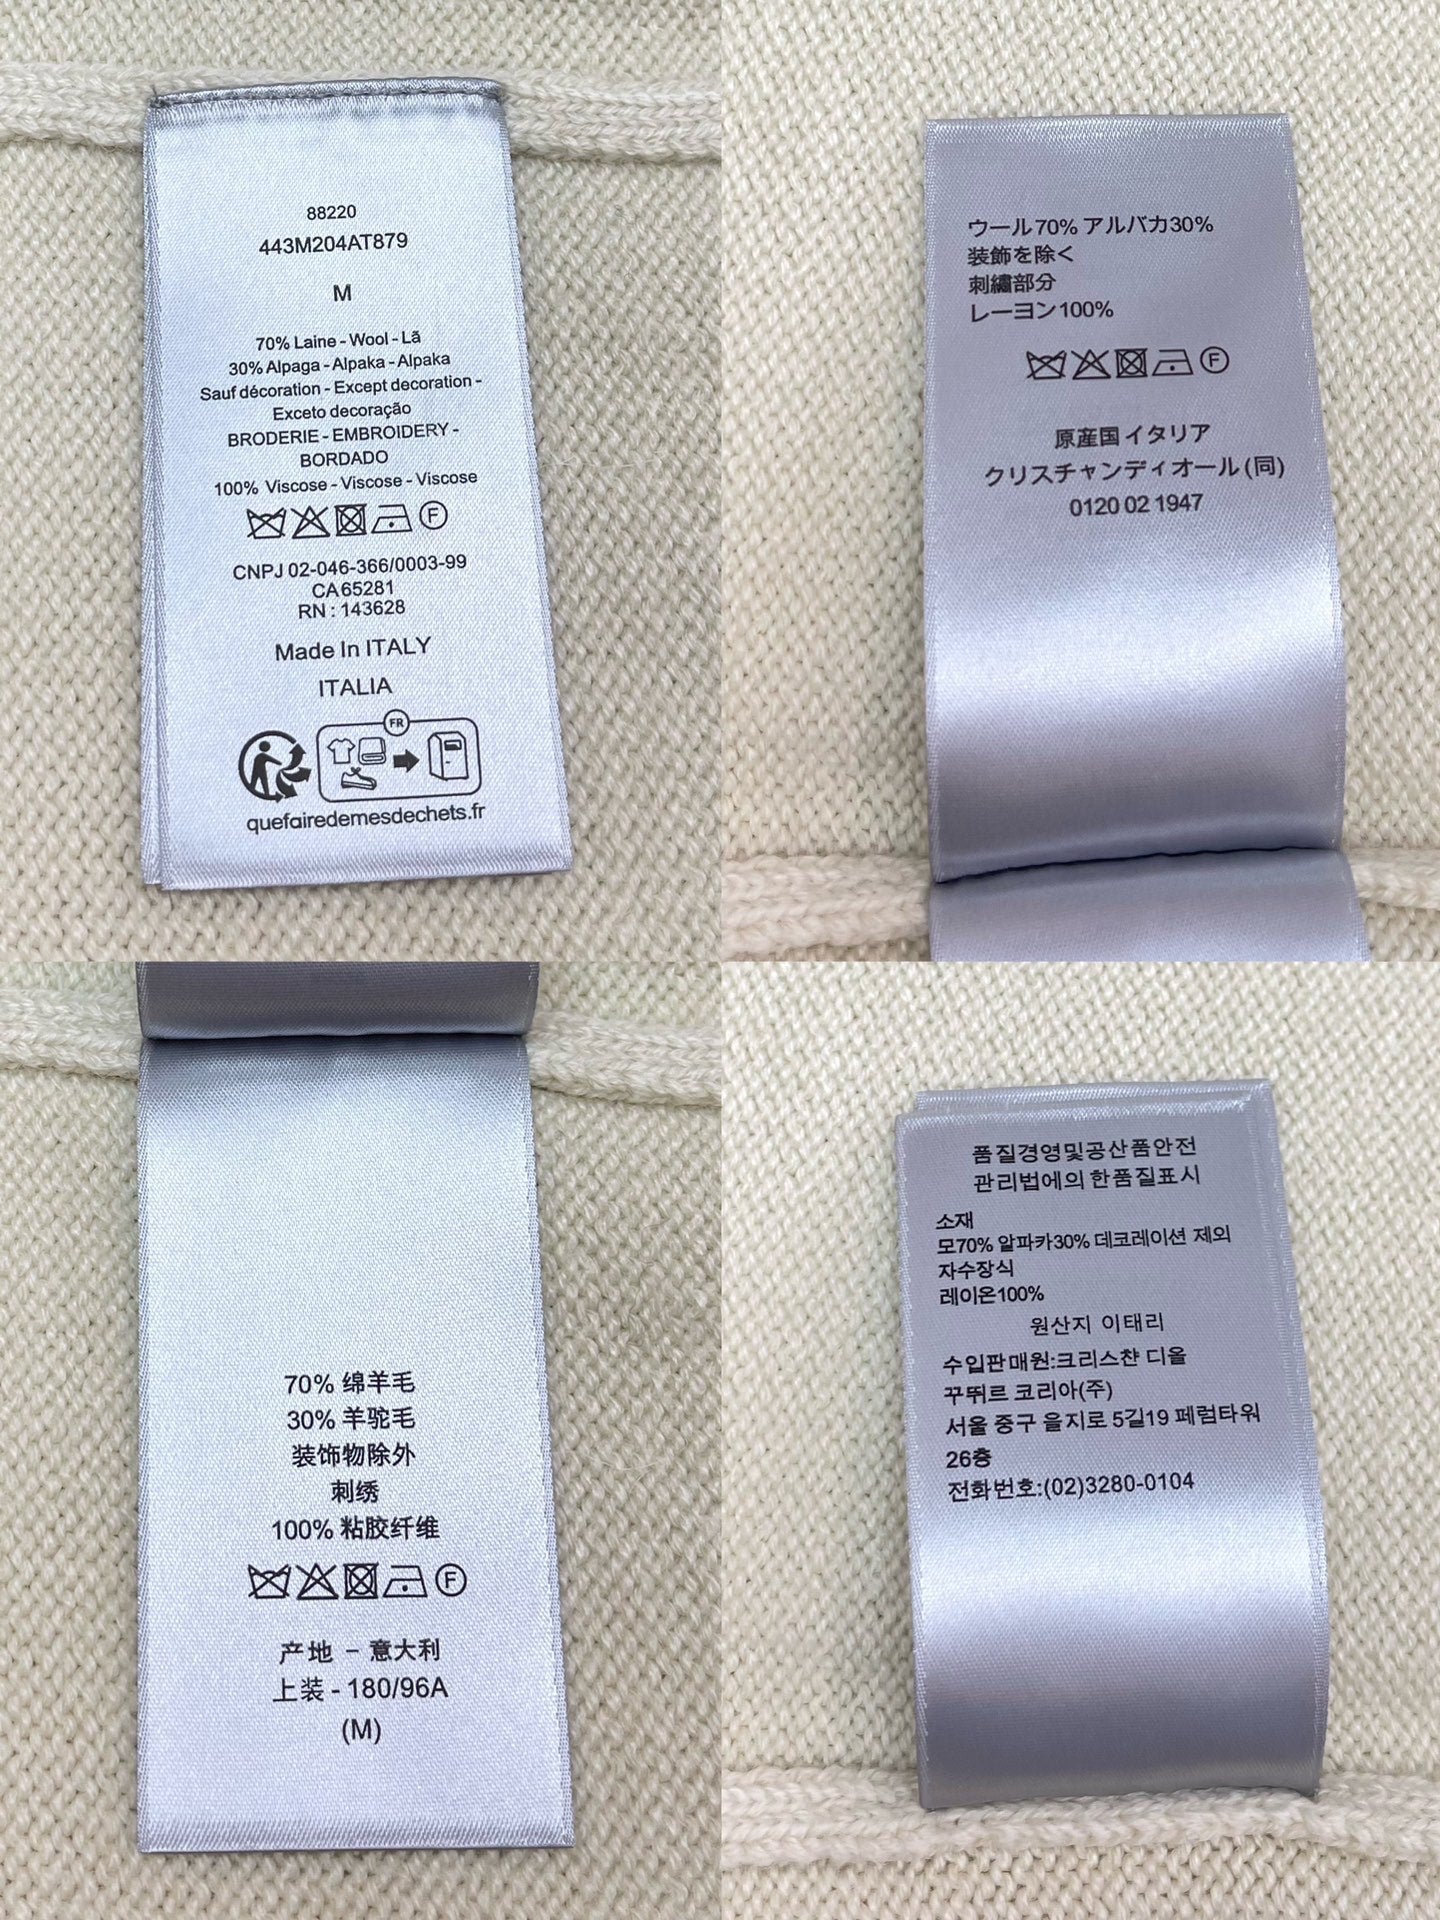 88220
443M204AT879
M
70% Laine - Wool - Lã
30% Alpaga - Alpaka - Alpaka
Sauf décoration - Except decoration -
Exceto decoração
BRODERIE - EMBROIDERY -
BORDADO
100% Viscose - Viscose - Viscose
F
CNPJ 02-046-366/0003-99
CA 65281
RN : 143628
Made In ITALY
ITALIA
FR
quefairedemesdechets.fr
ウール70% アルバカ30%
装飾を除く
刺繍部分
レーヨン100%
F
原産国 イタリア
クリスチャンディオール(同)
0120 02 1947
70% 绵羊毛
30% 羊驼毛
装饰物除外
刺绣
100% 粘胶纤维
F
产地 - 意大利
上装 - 180/96A
(M)
품질경영및공산품안전
관리법에의한품질표시
소재
모70% 알파카30% 데코레이션 제외
자수장식
레이온100%
원산지 이태리
수입판매원:크리스챤 디올
꾸뛰르 코리아(주)
서울 중구 을지로 5길19 페럼타워
26층
전화번호:(02)3280-0104